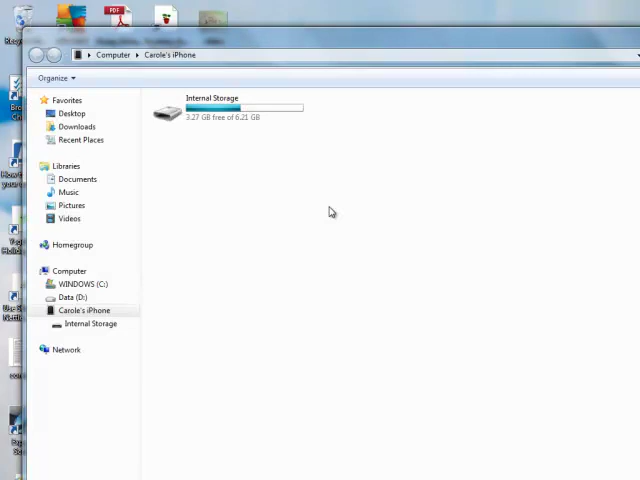 Recy
PDF
Computer
Carole's iPhone
Organize
Favorites
Internal Storage
3.27 GB free of 6.21 GB
Desktop
Downloads
Recent Places
Libraries
Documents
Music
Pictures
Videos
Homegroup
Computer
WINDOWS (C:)
Data (D:)
Carole's iPhone
Internal Storage
Network